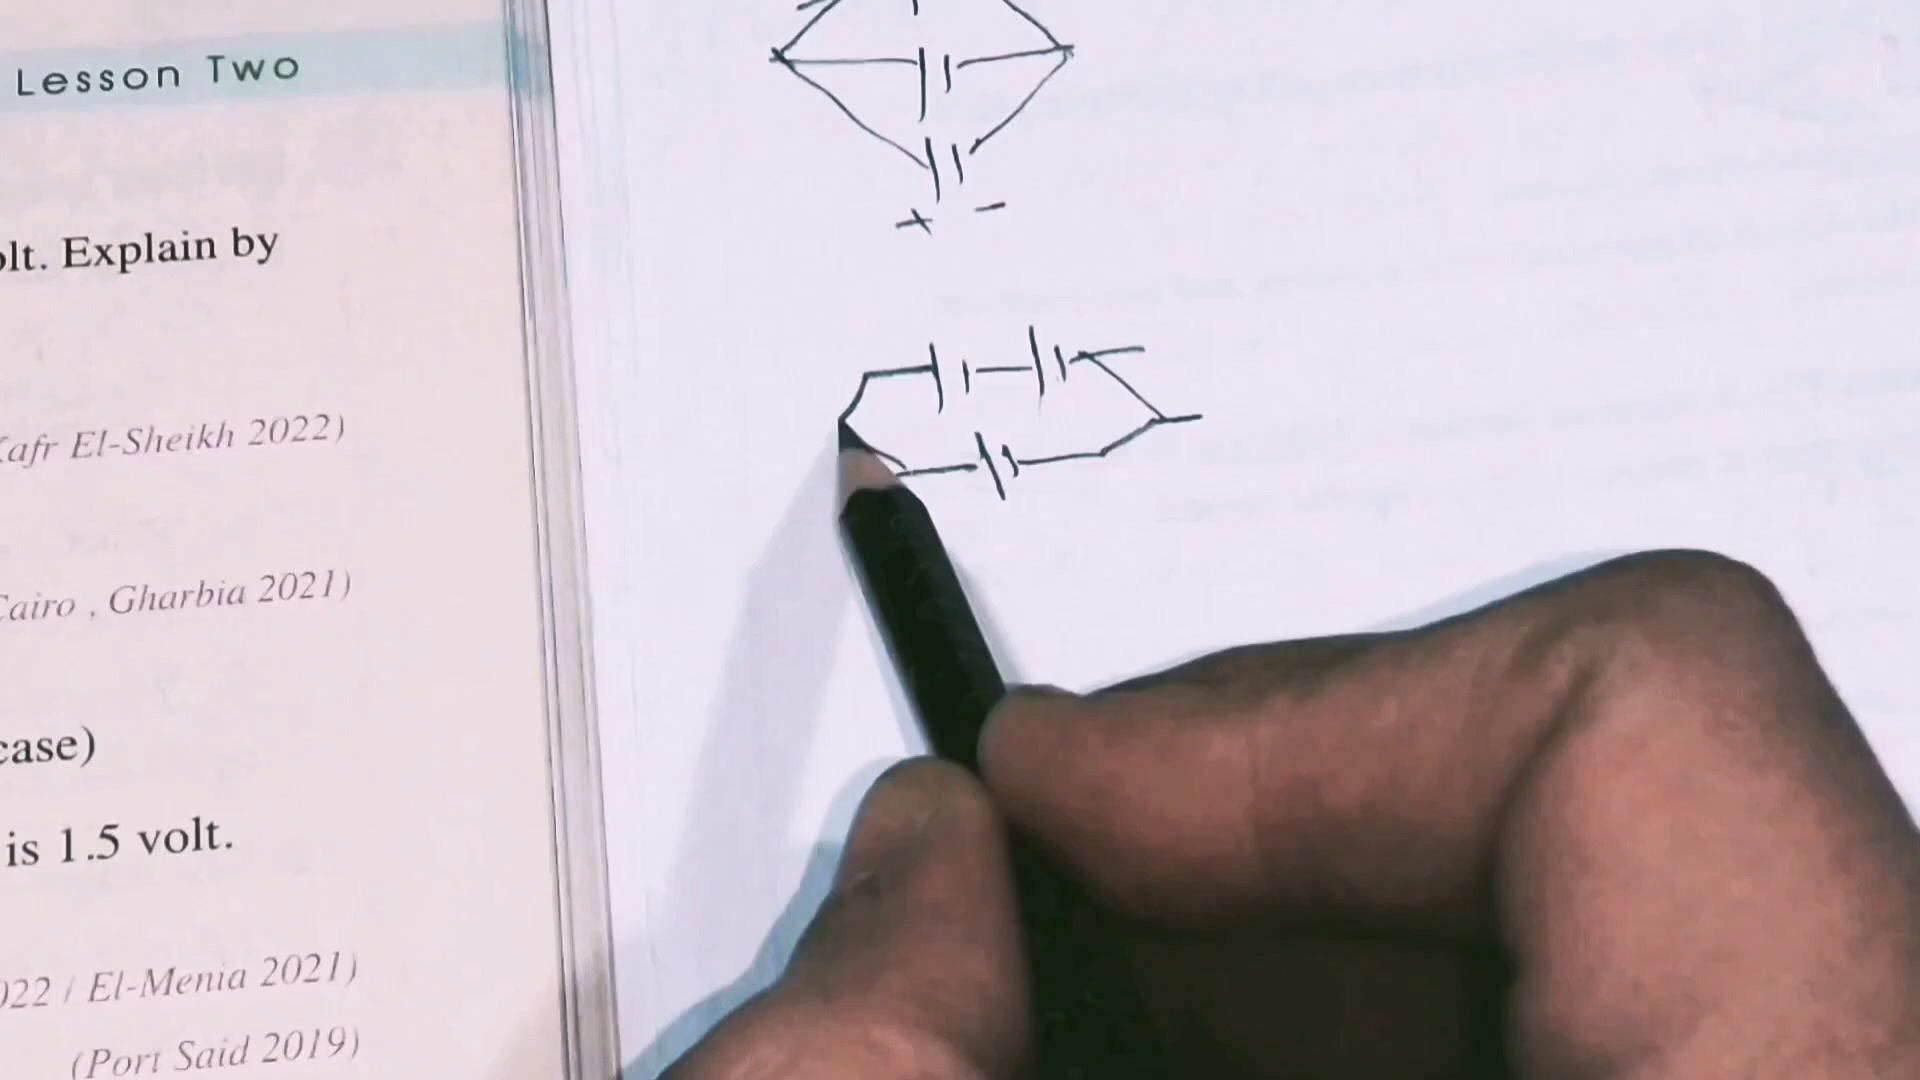 Lesson Two
olt. Explain by
Kafr El-Sheikh 2022)
Cairo , Gharbia 2021)
case)
is 1.5 volt.
022 / El-Menia 2021)
(Port Said 2019)
+ −